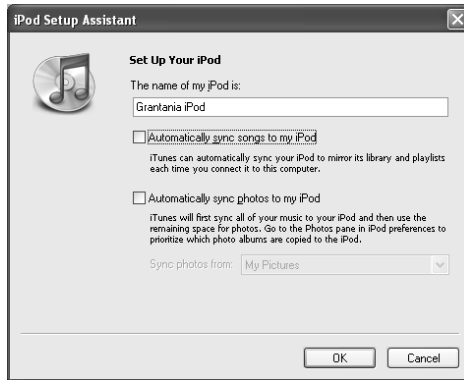 iPod Setup Assistant
Set Up Your iPod
The name of my iPod is:
Grantania iPod
Automatically sync songs to my iPod
iTunes can automatically sync your iPod to mirror its library and playlists
each time you connect it to this computer.
Automatically sync photos to my iPod
iTunes will first sync all of your music to your iPod and then use the
remaining space for photos. Go to the Photos pane in iPod preferences to
prioritize which photo albums are copied to the iPod.
Sync photos from: My Pictures
OK Cancel